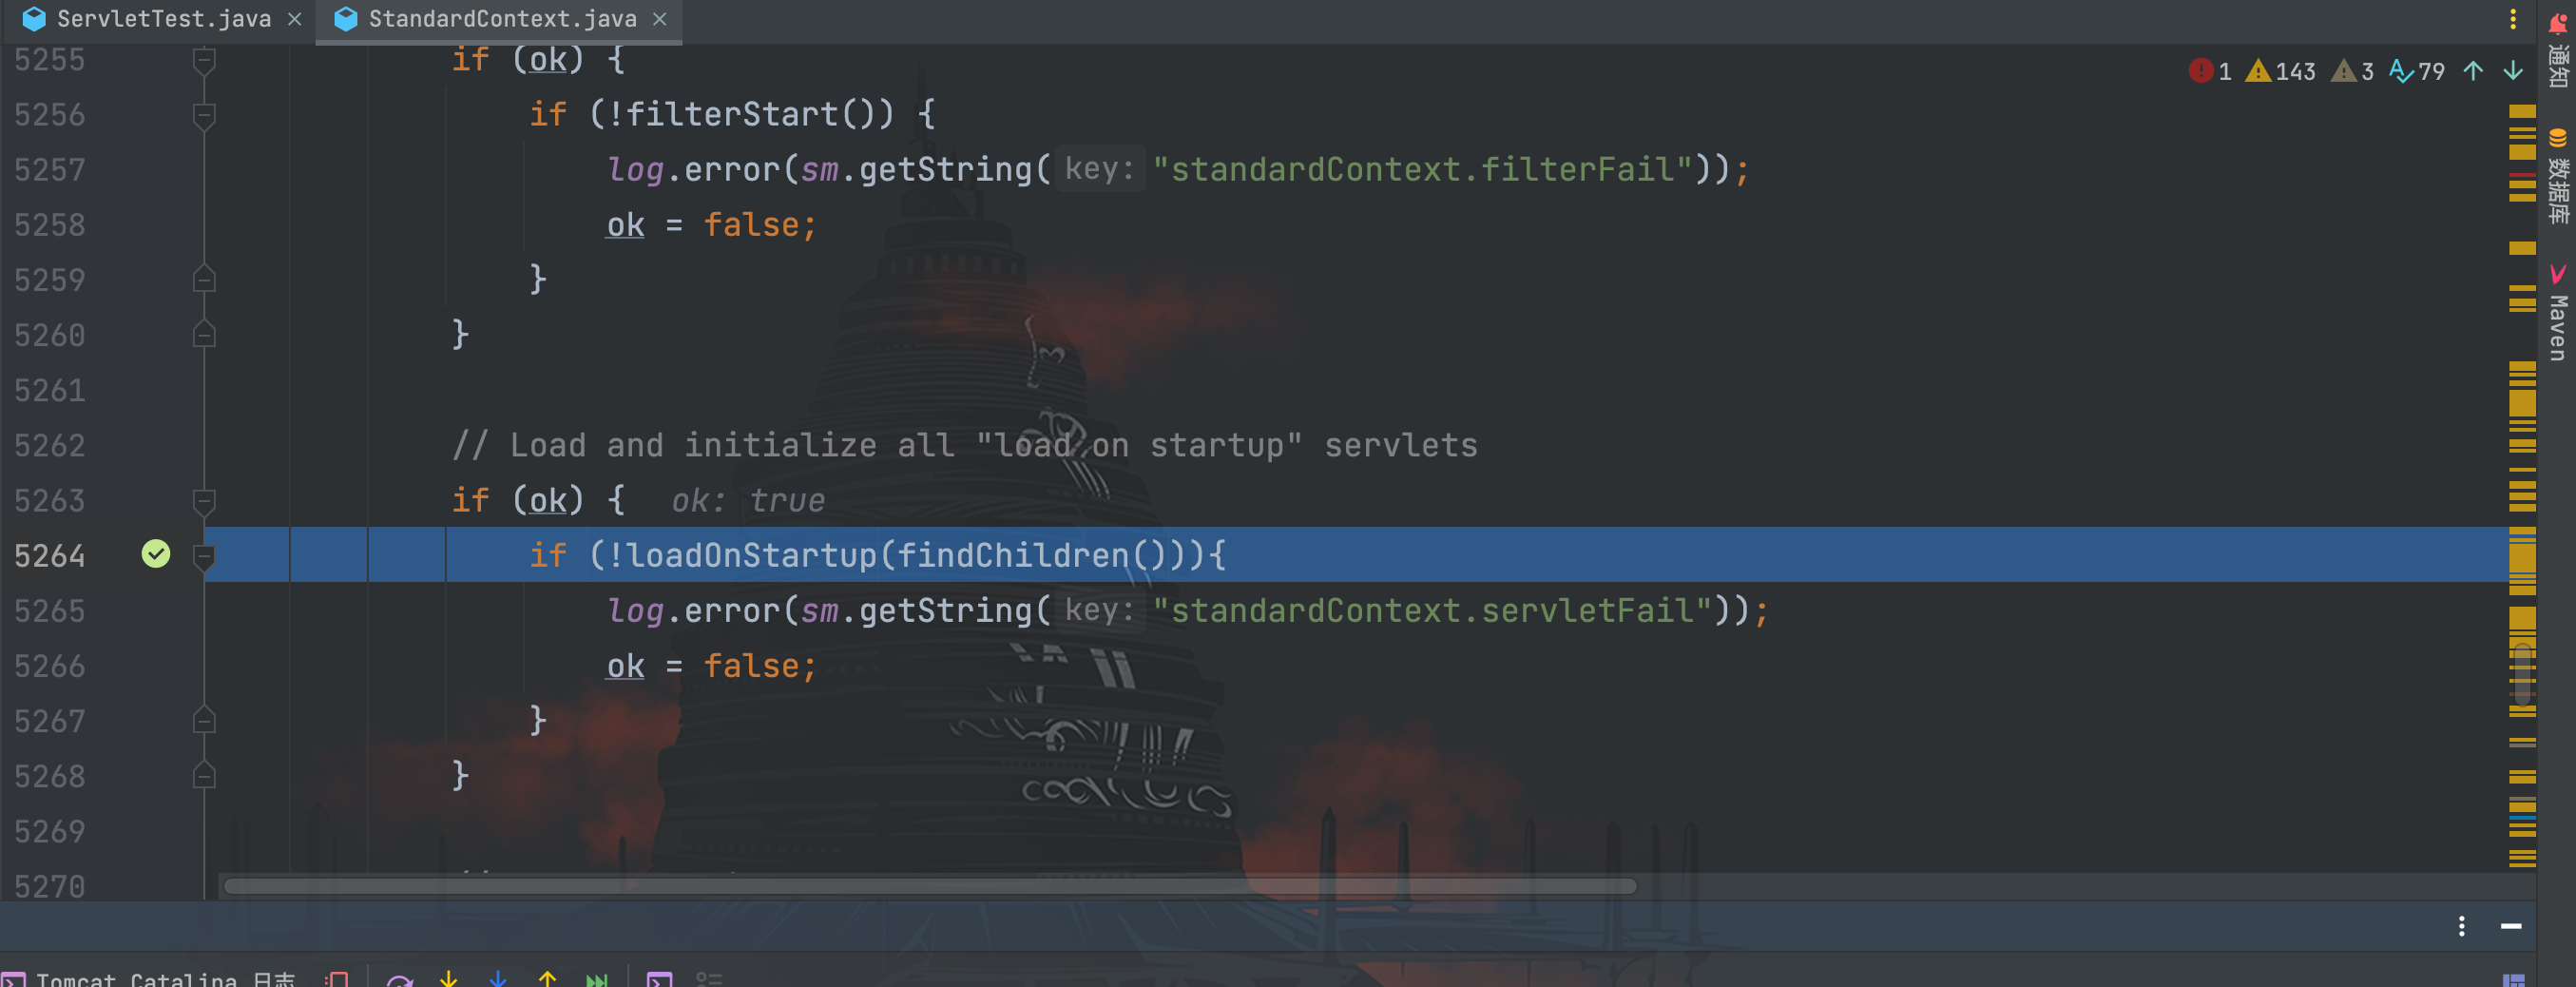 ServletTest.java StandardContext.java
5255 if (ok) {
1 143 3 79
5256 if (!filterStart()) {
5257 log.error(sm.getString( key: "standardContext.filterFail"));
5258 ok = false;
5259 }
5260 }
5261
5262 // Load and initialize all "load on startup" servlets
5263 if (ok) { ok: true
5264 if (!loadOnStartup(findChildren())){
5265 log.error(sm.getString( key: "standardContext.servletFail"));
5266 ok = false;
5267 }
5268 }
5269
5270
Tomcat Catalina 日志
通知
数据库
Maven